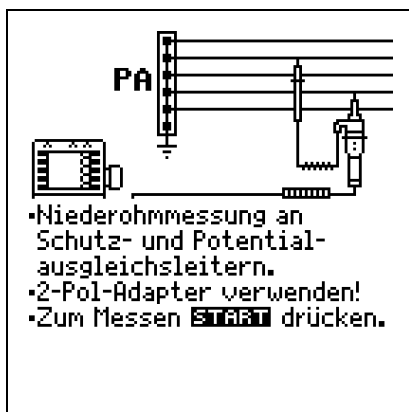 PA
•Niederohmmessung an
Schutz- und Potential-
ausgleichsleitern.
•2-Pol-Adapter verwenden!
•Zum Messen START drücken.